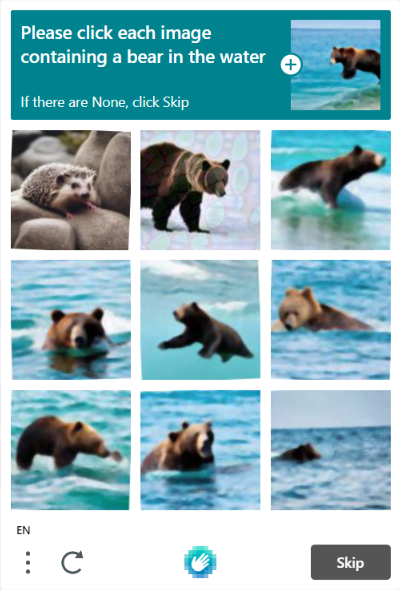 Please click each image
containing a bear in the water
If there are None, click Skip
EN
Skip